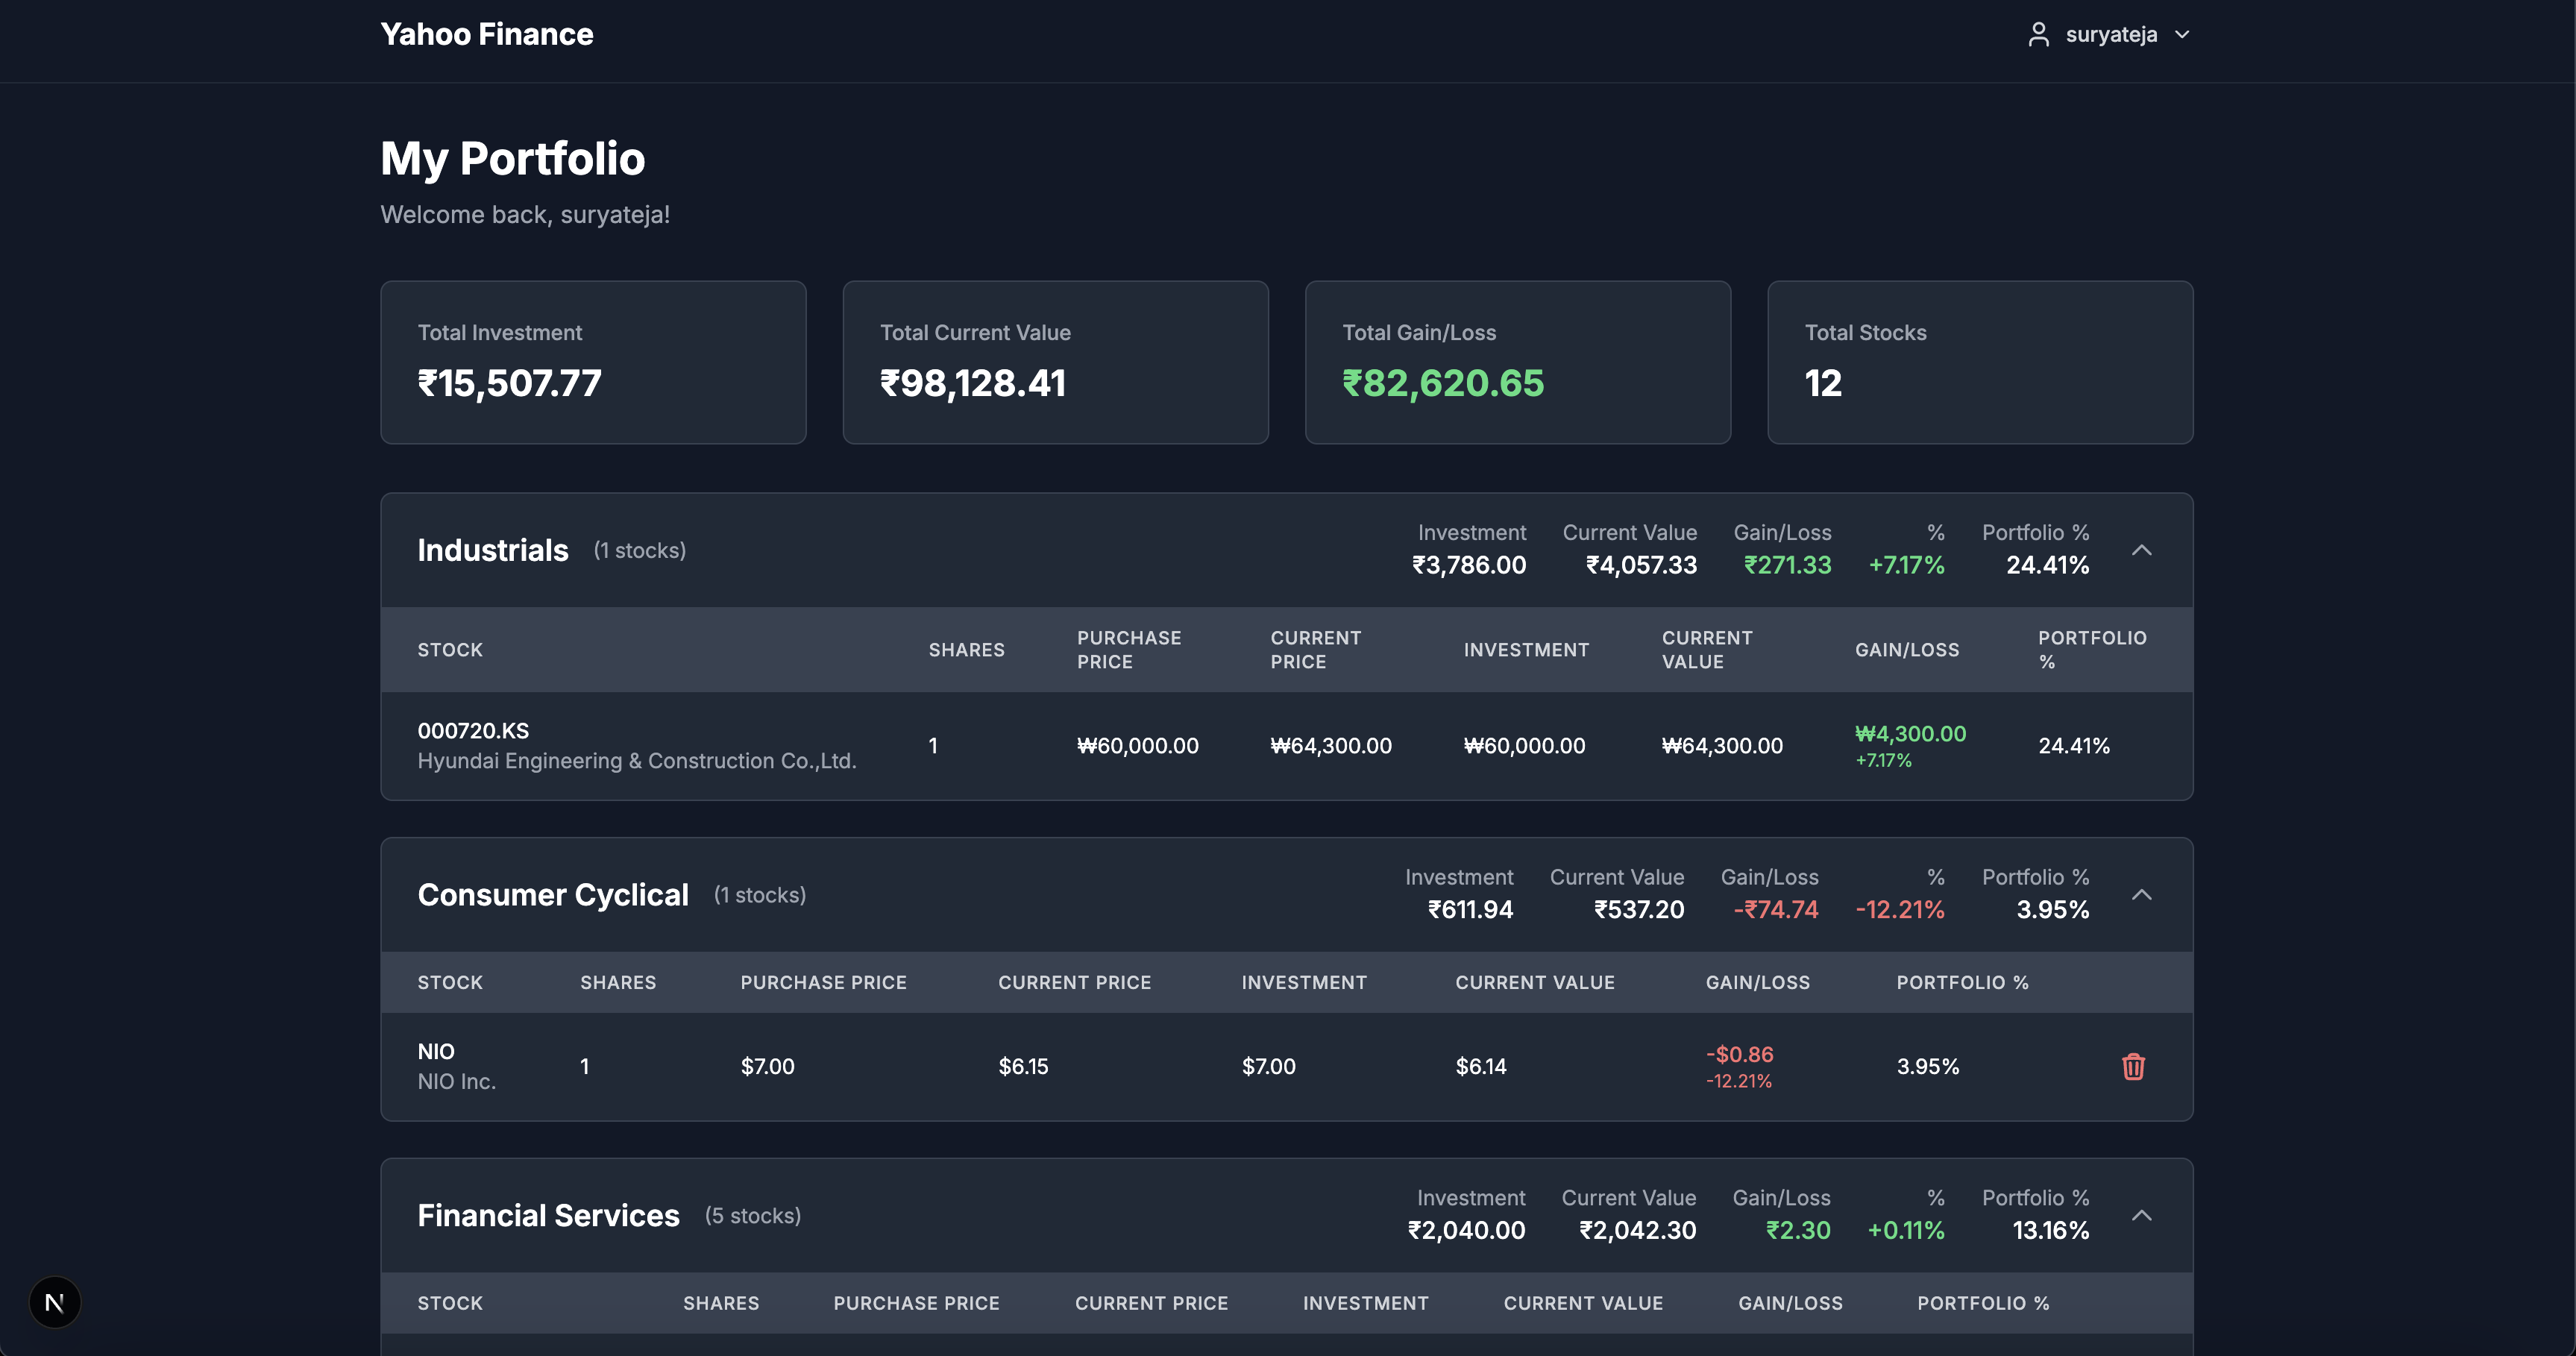 Yahoo Finance
suryateja
My Portfolio
Welcome back, suryateja!
Total Investment
₹15,507.77
Total Current Value
₹98,128.41
Total Gain/Loss
₹82,620.65
Total Stocks
12
Industrials (1 stocks)
Investment Current Value Gain/Loss % Portfolio %
₹3,786.00 ₹4,057.33 ₹271.33 +7.17% 24.41%
STOCK SHARES PURCHASE PRICE CURRENT PRICE INVESTMENT CURRENT VALUE GAIN/LOSS PORTFOLIO %
000720.KS
Hyundai Engineering & Construction Co.,Ltd.
1 ₩60,000.00 ₩64,300.00 ₩60,000.00 ₩64,300.00 ₩4,300.00 24.41%
+7.17%
Consumer Cyclical (1 stocks)
Investment Current Value Gain/Loss % Portfolio %
₹611.94 ₹537.20 -₹74.74 -12.21% 3.95%
STOCK SHARES PURCHASE PRICE CURRENT PRICE INVESTMENT CURRENT VALUE GAIN/LOSS PORTFOLIO %
NIO
NIO Inc.
1 $7.00 $6.15 $7.00 $6.14 -$0.86 3.95%
-12.21%
Financial Services (5 stocks)
Investment Current Value Gain/Loss % Portfolio %
₹2,040.00 ₹2,042.30 ₹2.30 +0.11% 13.16%
STOCK SHARES PURCHASE PRICE CURRENT PRICE INVESTMENT CURRENT VALUE GAIN/LOSS PORTFOLIO %
N